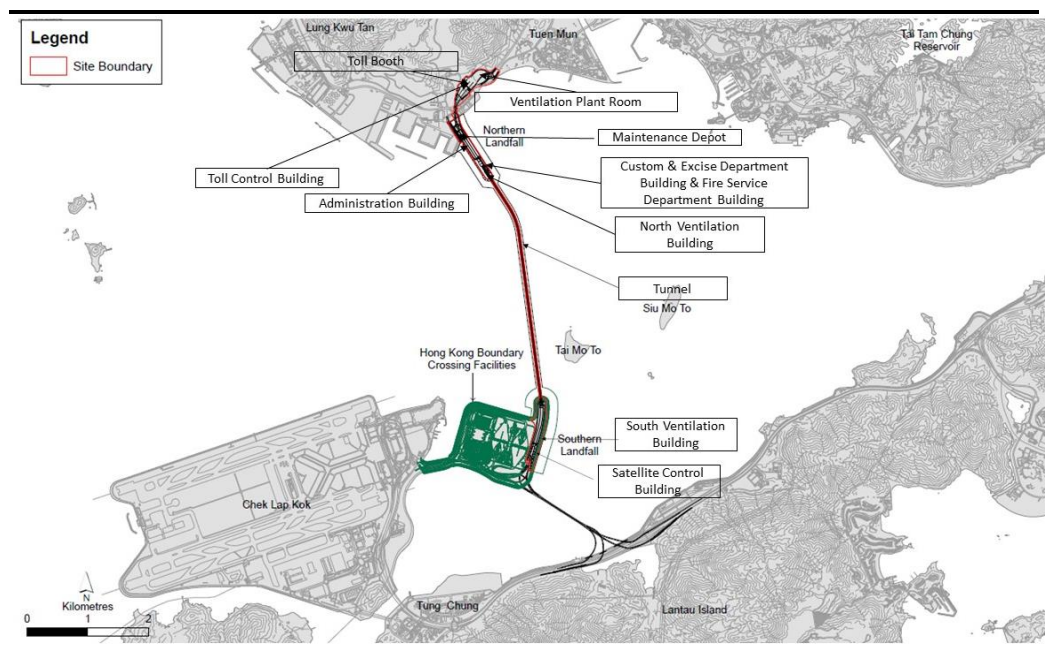 Legend
Site Boundary
Lung Kwu Tan
Tuen Mun
Tai Tam Chung
Reservoir
Toll Booth
Ventilation Plant Room
Northern
Landfall
Maintenance Depot
Toll Control Building
Administration Building
Custom & Excise Department
Building & Fire Service
Department Building
North Ventilation
Building
Tunnel
Siu Mo To
Tai Mo To
Hong Kong Boundary
Crossing Facilities
South Ventilation
Building
Southern
Landfall
Satellite Control
Building
Chek Lap Kok
N
Kilometres
0 1 2
Tung Chung
Lantau Island